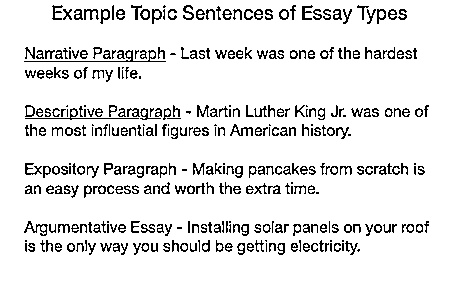 Example Topic Sentences of Essay Types
Narrative Paragraph - Last week was one of the hardest
weeks of my life.
Descriptive Paragraph - Martin Luther King Jr. was one of
the most influential figures in American history.
Expository Paragraph - Making pancakes from scratch is
an easy process and worth the extra time.
Argumentative Essay - Installing solar panels on your roof
is the only way you should be getting electricity.